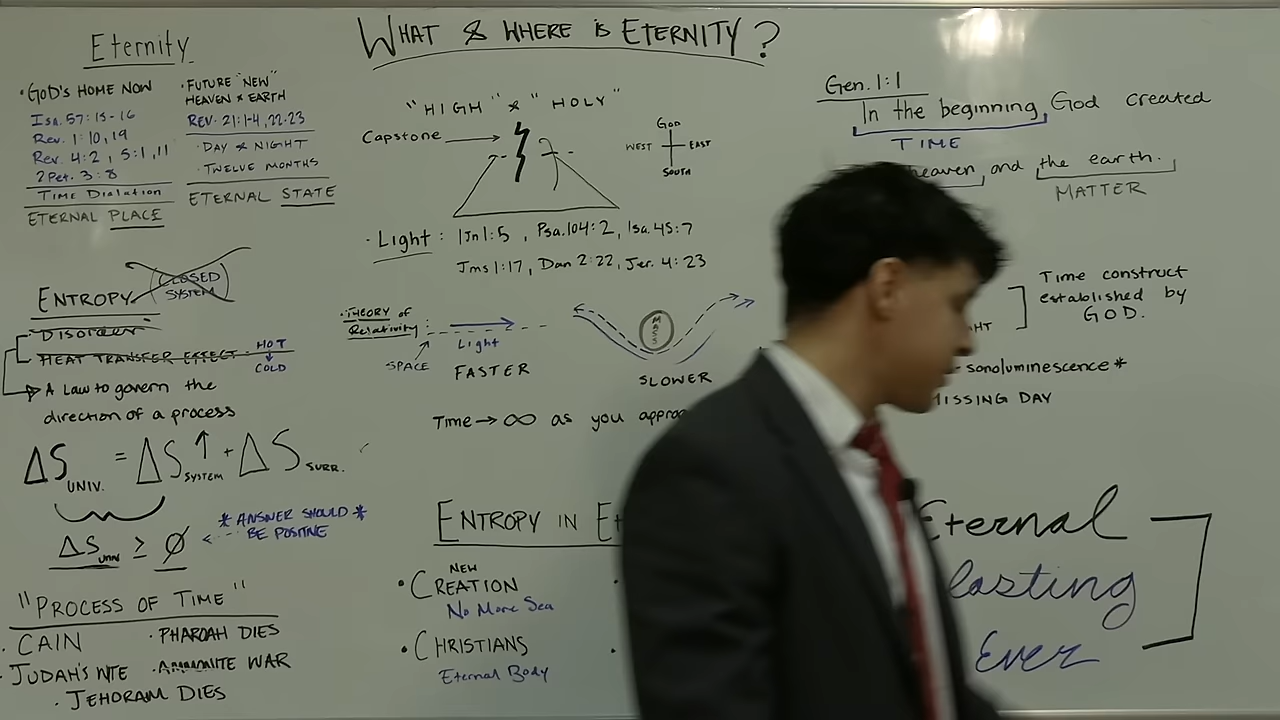 WHAT & WHERE IS ETERNITY?
Eternity
• GOD'S HOME NOW
Isa. 57:15-16
Rev. 1:10, 19
Rev. 4:2, 5:1, 11
2 Pet. 3:8
TIME DIALATION
ETERNAL PLACE
• FUTURE "NEW"
HEAVEN & EARTH
REV. 21:1-4, 22-23
• DAY & NIGHT
• TWELVE MONTHS
ETERNAL STATE
ENTROPY
CLOSED
SYSTEM
• DISORDER
HEAT TRANSFER EFFECT
HOT
COLD
A LAW to govern the
direction of a process
ΔS UNIV. = ΔS SYSTEM ↑ + ΔS SURR.
ΔS UNIV ≥ Ø
* ANSWER SHOULD *
BE POSITIVE
"PROCESS OF TIME"
• CAIN
• JUDAH'S WIFE
• JEHORAM DIES
• PHAROAH DIES
• AMMONITE WAR
"HIGH" & "HOLY"
Capstone
GOD
WEST EAST
SOUTH
• Light: 1Jn 1:5, Psa. 104:2, Isa. 45:7
Jms 1:17, Dan 2:22, Jer. 4:23
• THEORY of
Relativity:
Light
SPACE
FASTER
MASS
SLOWER
Time → ∞ as you
ENTROPY IN
• NEW
CREATION
No More Sea
• CHRISTIANS
Eternal Body
Gen. 1:1
In the beginning, God created
TIME
heaven, and the earth.
MATTER
Time construct
established by
GOD.
- sonoluminescence *
MISSING DAY
Eternal
lasting
Ever